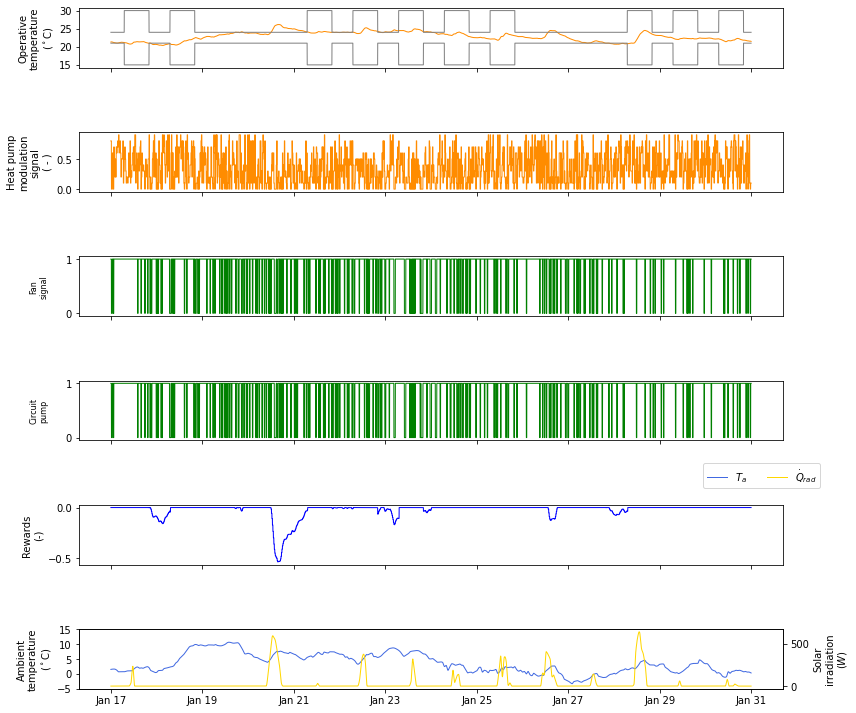 Operative
temperature
(°C)
30
25
20
15
Heat pump
modulation
signal
( - )
0.5
0.0
Fan
signal
1
0
Circuit
pump
1
0
T_a
Q̇_rad
Rewards
(-)
0.0
−0.5
Ambient
temperature
(°C)
15
10
5
0
−5
500
0
Solar
irradiation
(W)
Jan 17 Jan 19 Jan 21 Jan 23 Jan 25 Jan 27 Jan 29 Jan 31